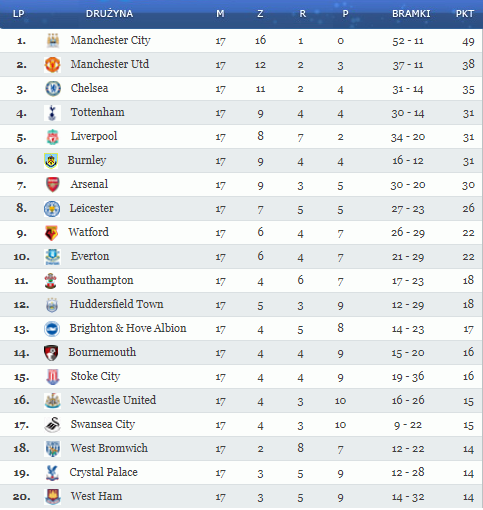 LP DRUŻYNA M Z R P BRAMKI PKT
1. Manchester City 17 16 1 0 52 - 11 49
2. Manchester Utd 17 12 2 3 37 - 11 38
3. Chelsea 17 11 2 4 31 - 14 35
4. Tottenham 17 9 4 4 30 - 14 31
5. Liverpool 17 8 7 2 34 - 20 31
6. Burnley 17 9 4 4 16 - 12 31
7. Arsenal 17 9 3 5 30 - 20 30
8. Leicester 17 7 5 5 27 - 23 26
9. Watford 17 6 4 7 26 - 29 22
10. Everton 17 6 4 7 21 - 29 22
11. Southampton 17 4 6 7 17 - 23 18
12. Huddersfield Town 17 5 3 9 12 - 29 18
13. Brighton & Hove Albion 17 4 5 8 14 - 23 17
14. Bournemouth 17 4 4 9 15 - 20 16
15. Stoke City 17 4 4 9 19 - 36 16
16. Newcastle United 17 4 3 10 16 - 26 15
17. Swansea City 17 4 3 10 9 - 22 15
18. West Bromwich 17 2 8 7 12 - 22 14
19. Crystal Palace 17 3 5 9 12 - 28 14
20. West Ham 17 3 5 9 14 - 32 14